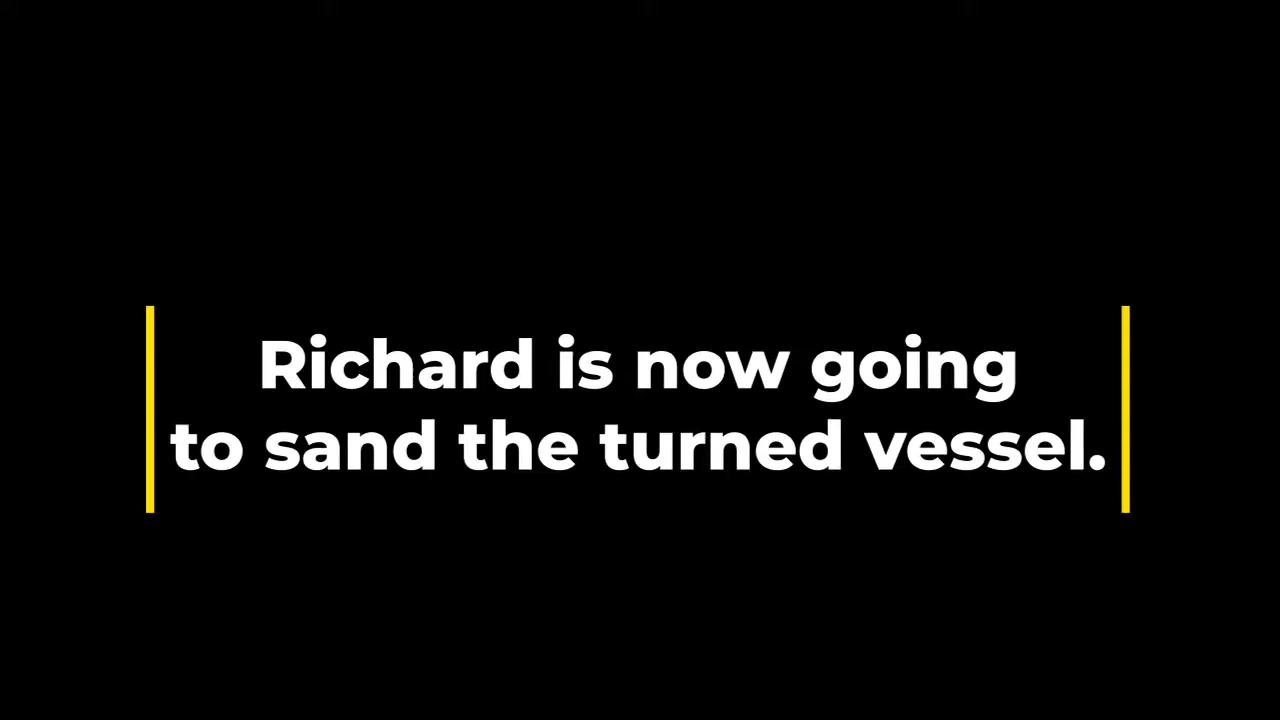 Richard is now going
to sand the turned vessel.